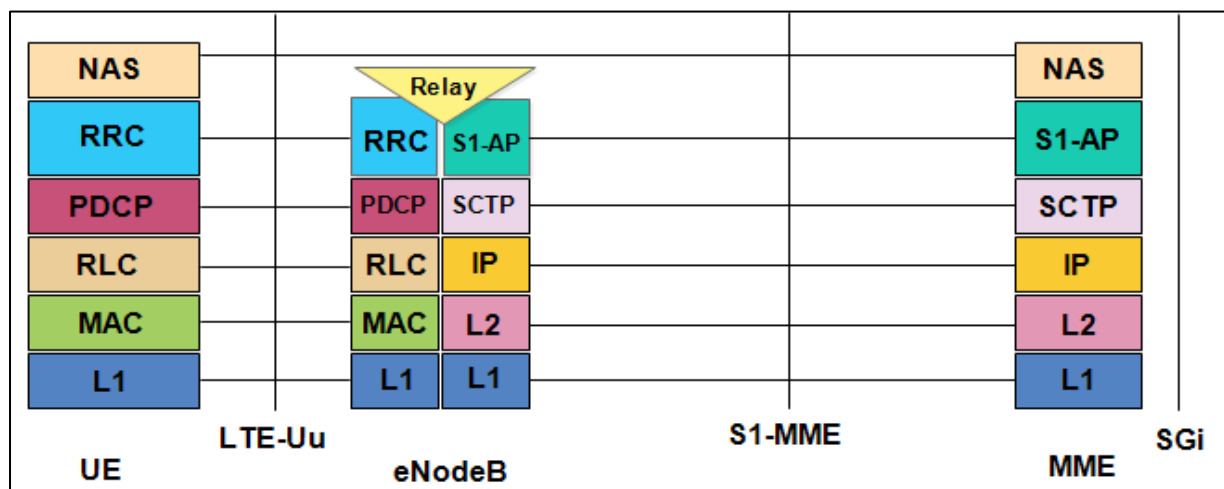 NAS NAS
Relay
RRC RRC S1-AP S1-AP
PDCP PDCP SCTP SCTP
RLC RLC IP IP
MAC MAC L2 L2
L1 L1 L1 L1
LTE-Uu S1-MME SGi
UE eNodeB MME